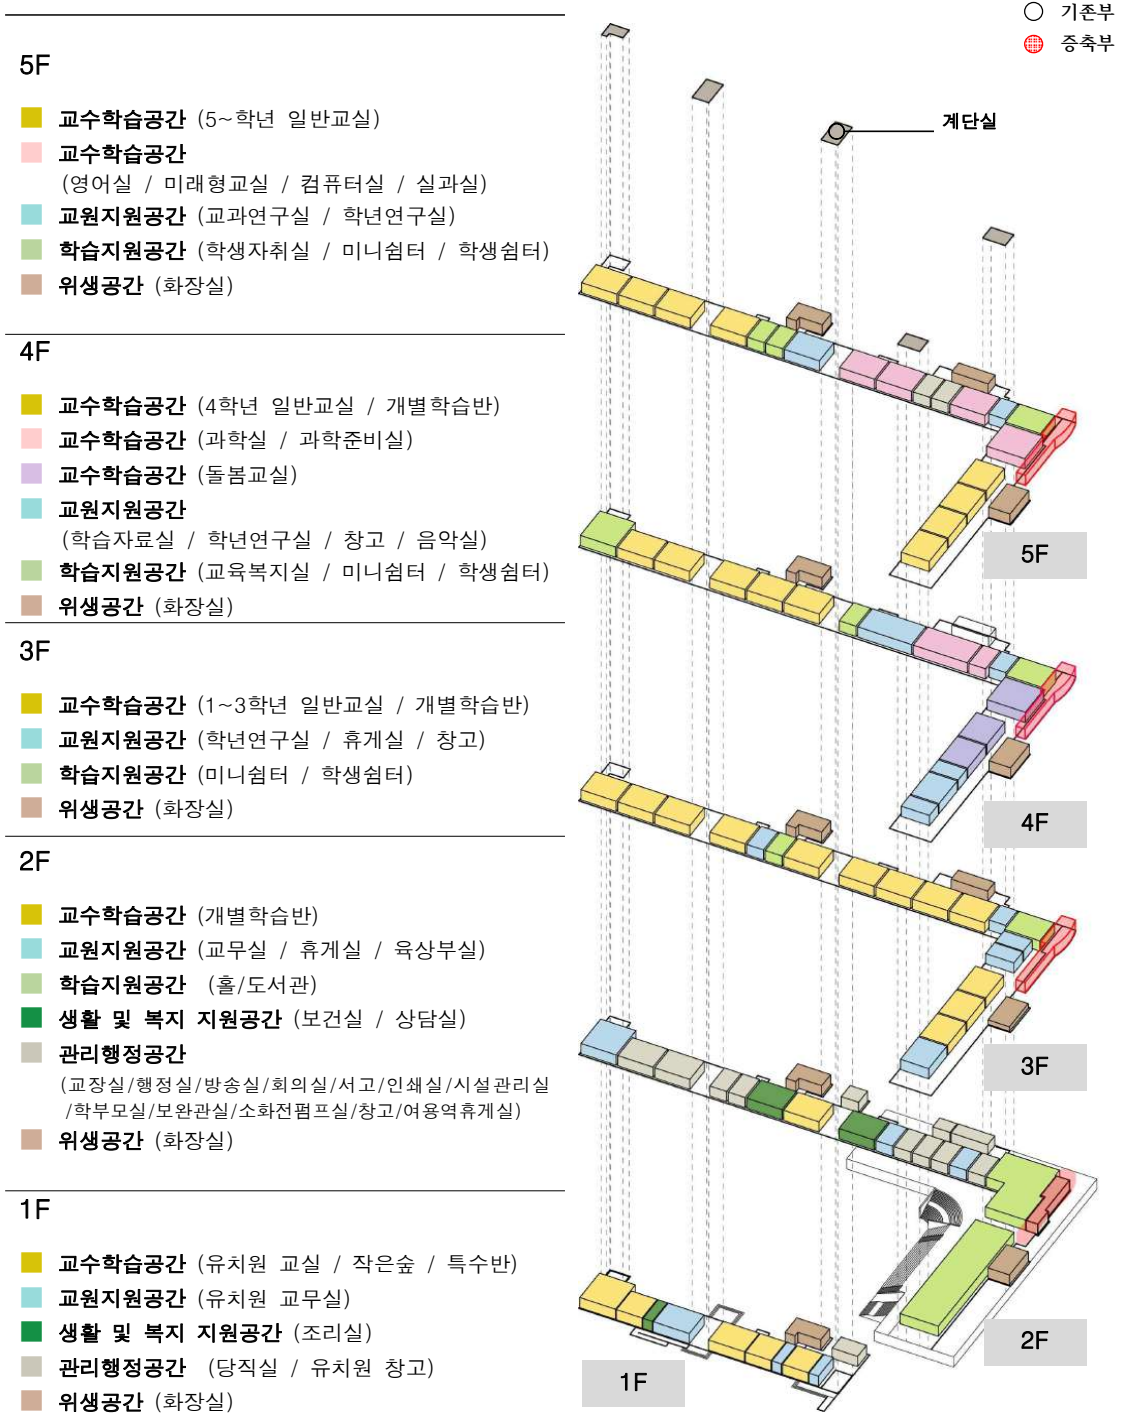 기존부
증축부
계단실
5F
교수학습공간 (5~학년 일반교실)
교수학습공간
(영어실 / 미래형교실 / 컴퓨터실 / 실과실)
교원지원공간 (교과연구실 / 학년연구실)
학습지원공간 (학생자취실 / 미니쉼터 / 학생쉼터)
위생공간 (화장실)
4F
교수학습공간 (4학년 일반교실 / 개별학습반)
교수학습공간 (과학실 / 과학준비실)
교수학습공간 (돌봄교실)
교원지원공간
(학습자료실 / 학년연구실 / 창고 / 음악실)
학습지원공간 (교육복지실 / 미니쉼터 / 학생쉼터)
위생공간 (화장실)
3F
교수학습공간 (1~3학년 일반교실 / 개별학습반)
교원지원공간 (학년연구실 / 휴게실 / 창고)
학습지원공간 (미니쉼터 / 학생쉼터)
위생공간 (화장실)
2F
교수학습공간 (개별학습반)
교원지원공간 (교무실 / 휴게실 / 육상부실)
학습지원공간 (홀/도서관)
생활 및 복지 지원공간 (보건실 / 상담실)
관리행정공간
(교장실/행정실/방송실/회의실/서고/인쇄실/시설관리실
/학부모실/보완관실/소화전펌프실/창고/여용역휴게실)
위생공간 (화장실)
1F
교수학습공간 (유치원 교실 / 작은숲 / 특수반)
교원지원공간 (유치원 교무실)
생활 및 복지 지원공간 (조리실)
관리행정공간 (당직실 / 유치원 창고)
위생공간 (화장실)
5F
4F
3F
2F
1F